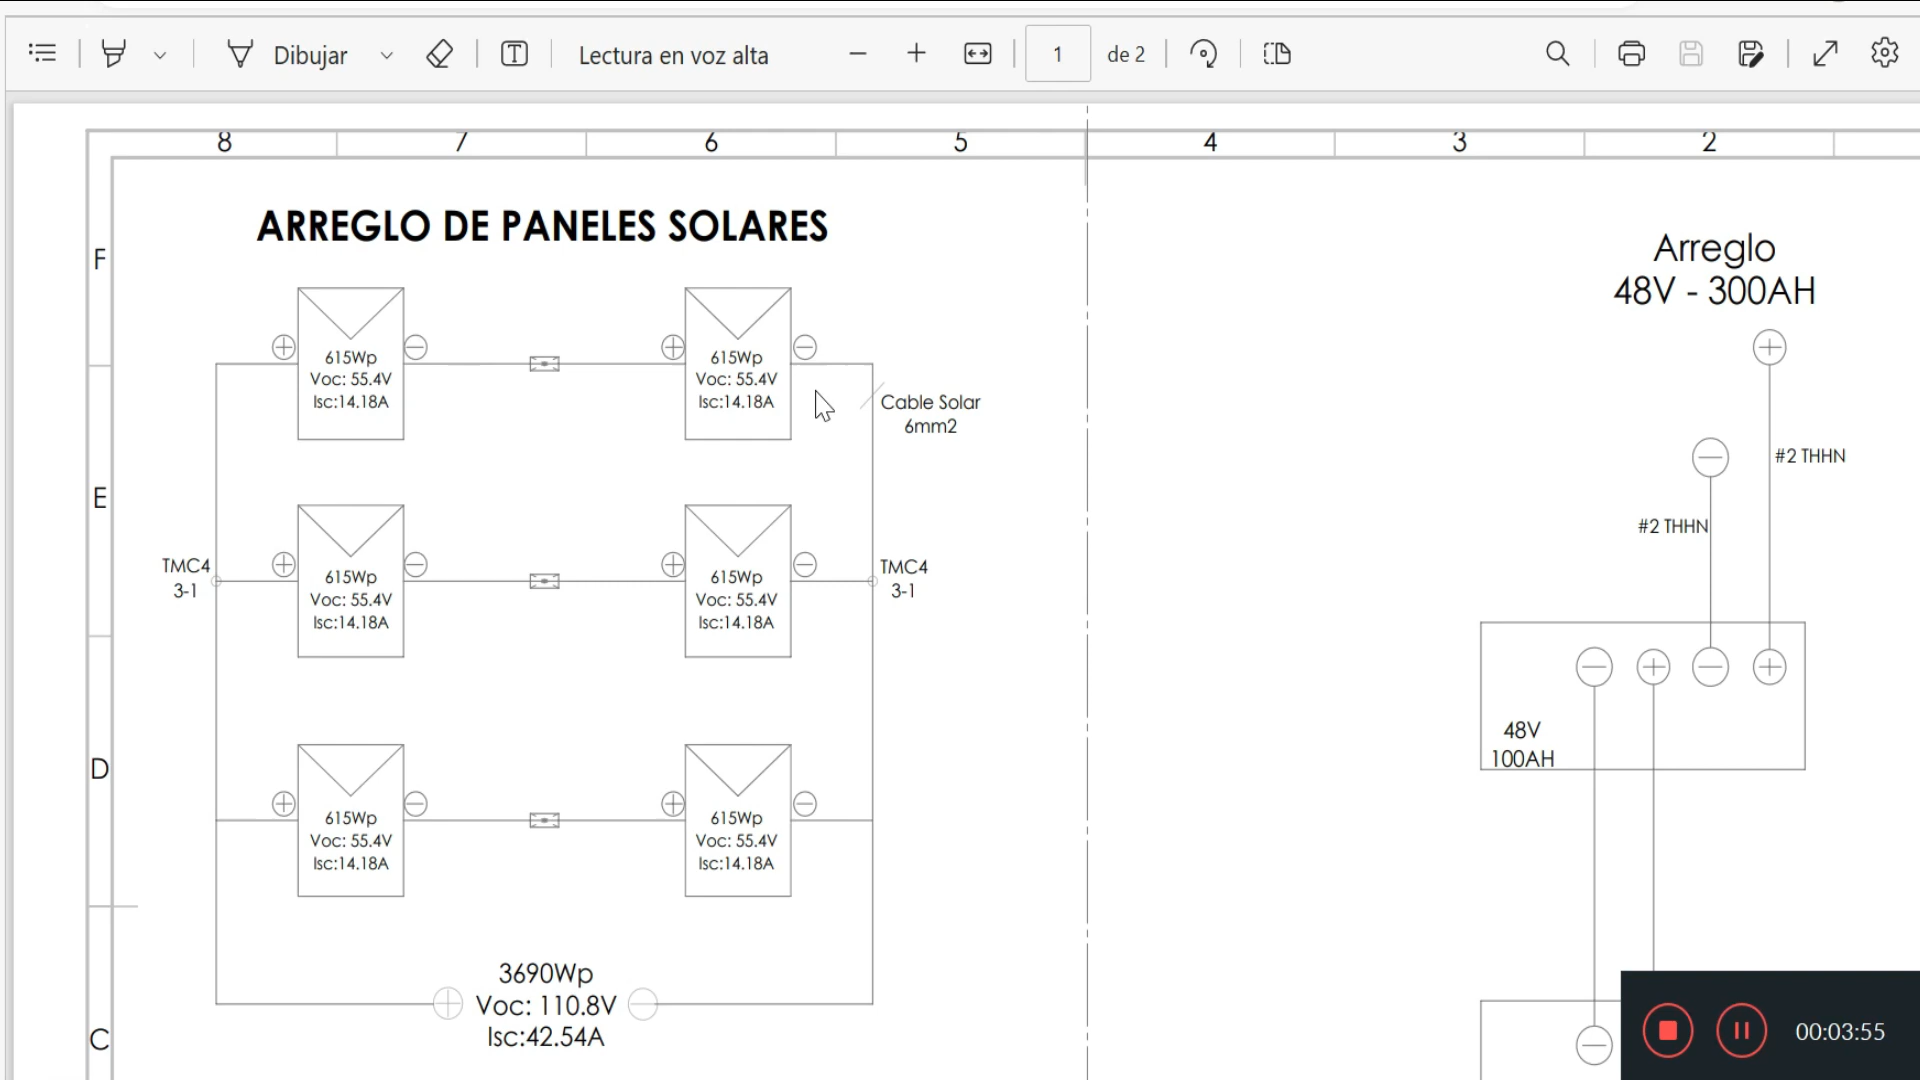 Dibujar
Lectura en voz alta
1
de 2
8
7
6
5
4
3
2
F
E
D
C
ARREGLO DE PANELES SOLARES
615Wp
Voc: 55.4V
Isc:14.18A
615Wp
Voc: 55.4V
Isc:14.18A
Cable Solar
6mm2
TMC4
3-1
615Wp
Voc: 55.4V
Isc:14.18A
615Wp
Voc: 55.4V
Isc:14.18A
TMC4
3-1
615Wp
Voc: 55.4V
Isc:14.18A
615Wp
Voc: 55.4V
Isc:14.18A
3690Wp
Voc: 110.8V
Isc:42.54A
Arreglo
48V - 300AH
#2 THHN
#2 THHN
48V
100AH
00:03:55